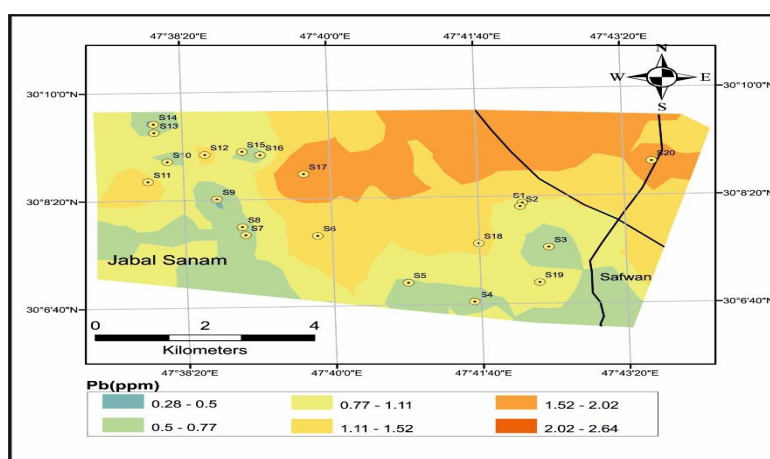 47°38'20"E 47°40'0"E 47°41'40"E 47°43'20"E
N
W E
S
30°10'0"N 30°10'0"N
S14
S13
S15
S12 S16
S10
S20
S17
S11
30°8'20"N 30°8'20"N
S9
S1
S2
S8
S7 S6
S18 S3
Jabal Sanam
S5 S19 Safwan
S4
30°6'40"N 30°6'40"N
0 2 4
Kilometers
47°38'20"E 47°40'0"E 47°41'40"E 47°43'20"E
Pb(ppm)
0.28 - 0.5 0.77 - 1.11 1.52 - 2.02
0.5 - 0.77 1.11 - 1.52 2.02 - 2.64